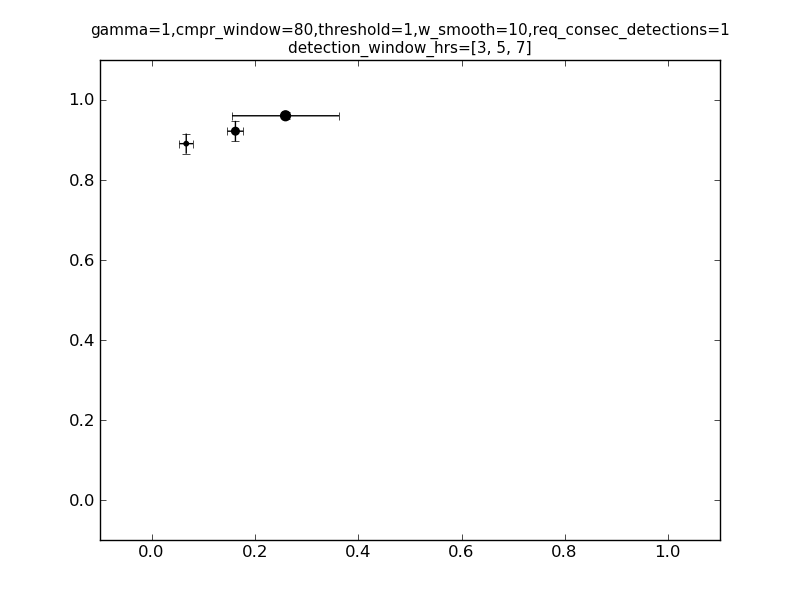 gamma=1,cmpr_window=80,threshold=1,w_smooth=10,req_consec_detections=1
detection_window_hrs=[3, 5, 7]
1.0
0.8
0.6
0.4
0.2
0.0
0.0 0.2 0.4 0.6 0.8 1.0